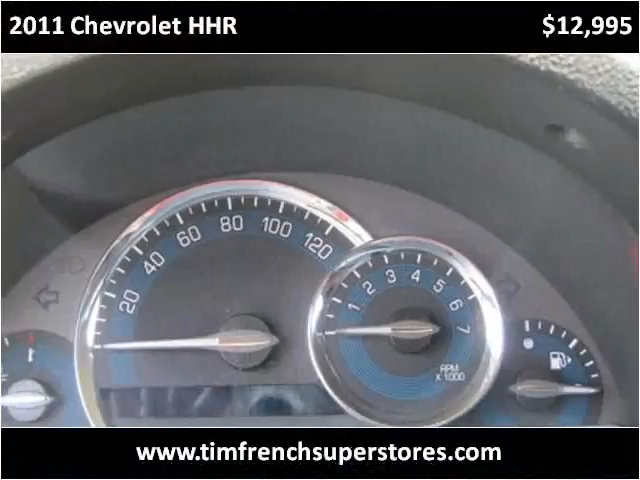 2011 Chevrolet HHR $12,995
20 40 60 80 100 120
1 2 3 4 5 6 7
RPM
X 1000
www.timfrenchsuperstores.com